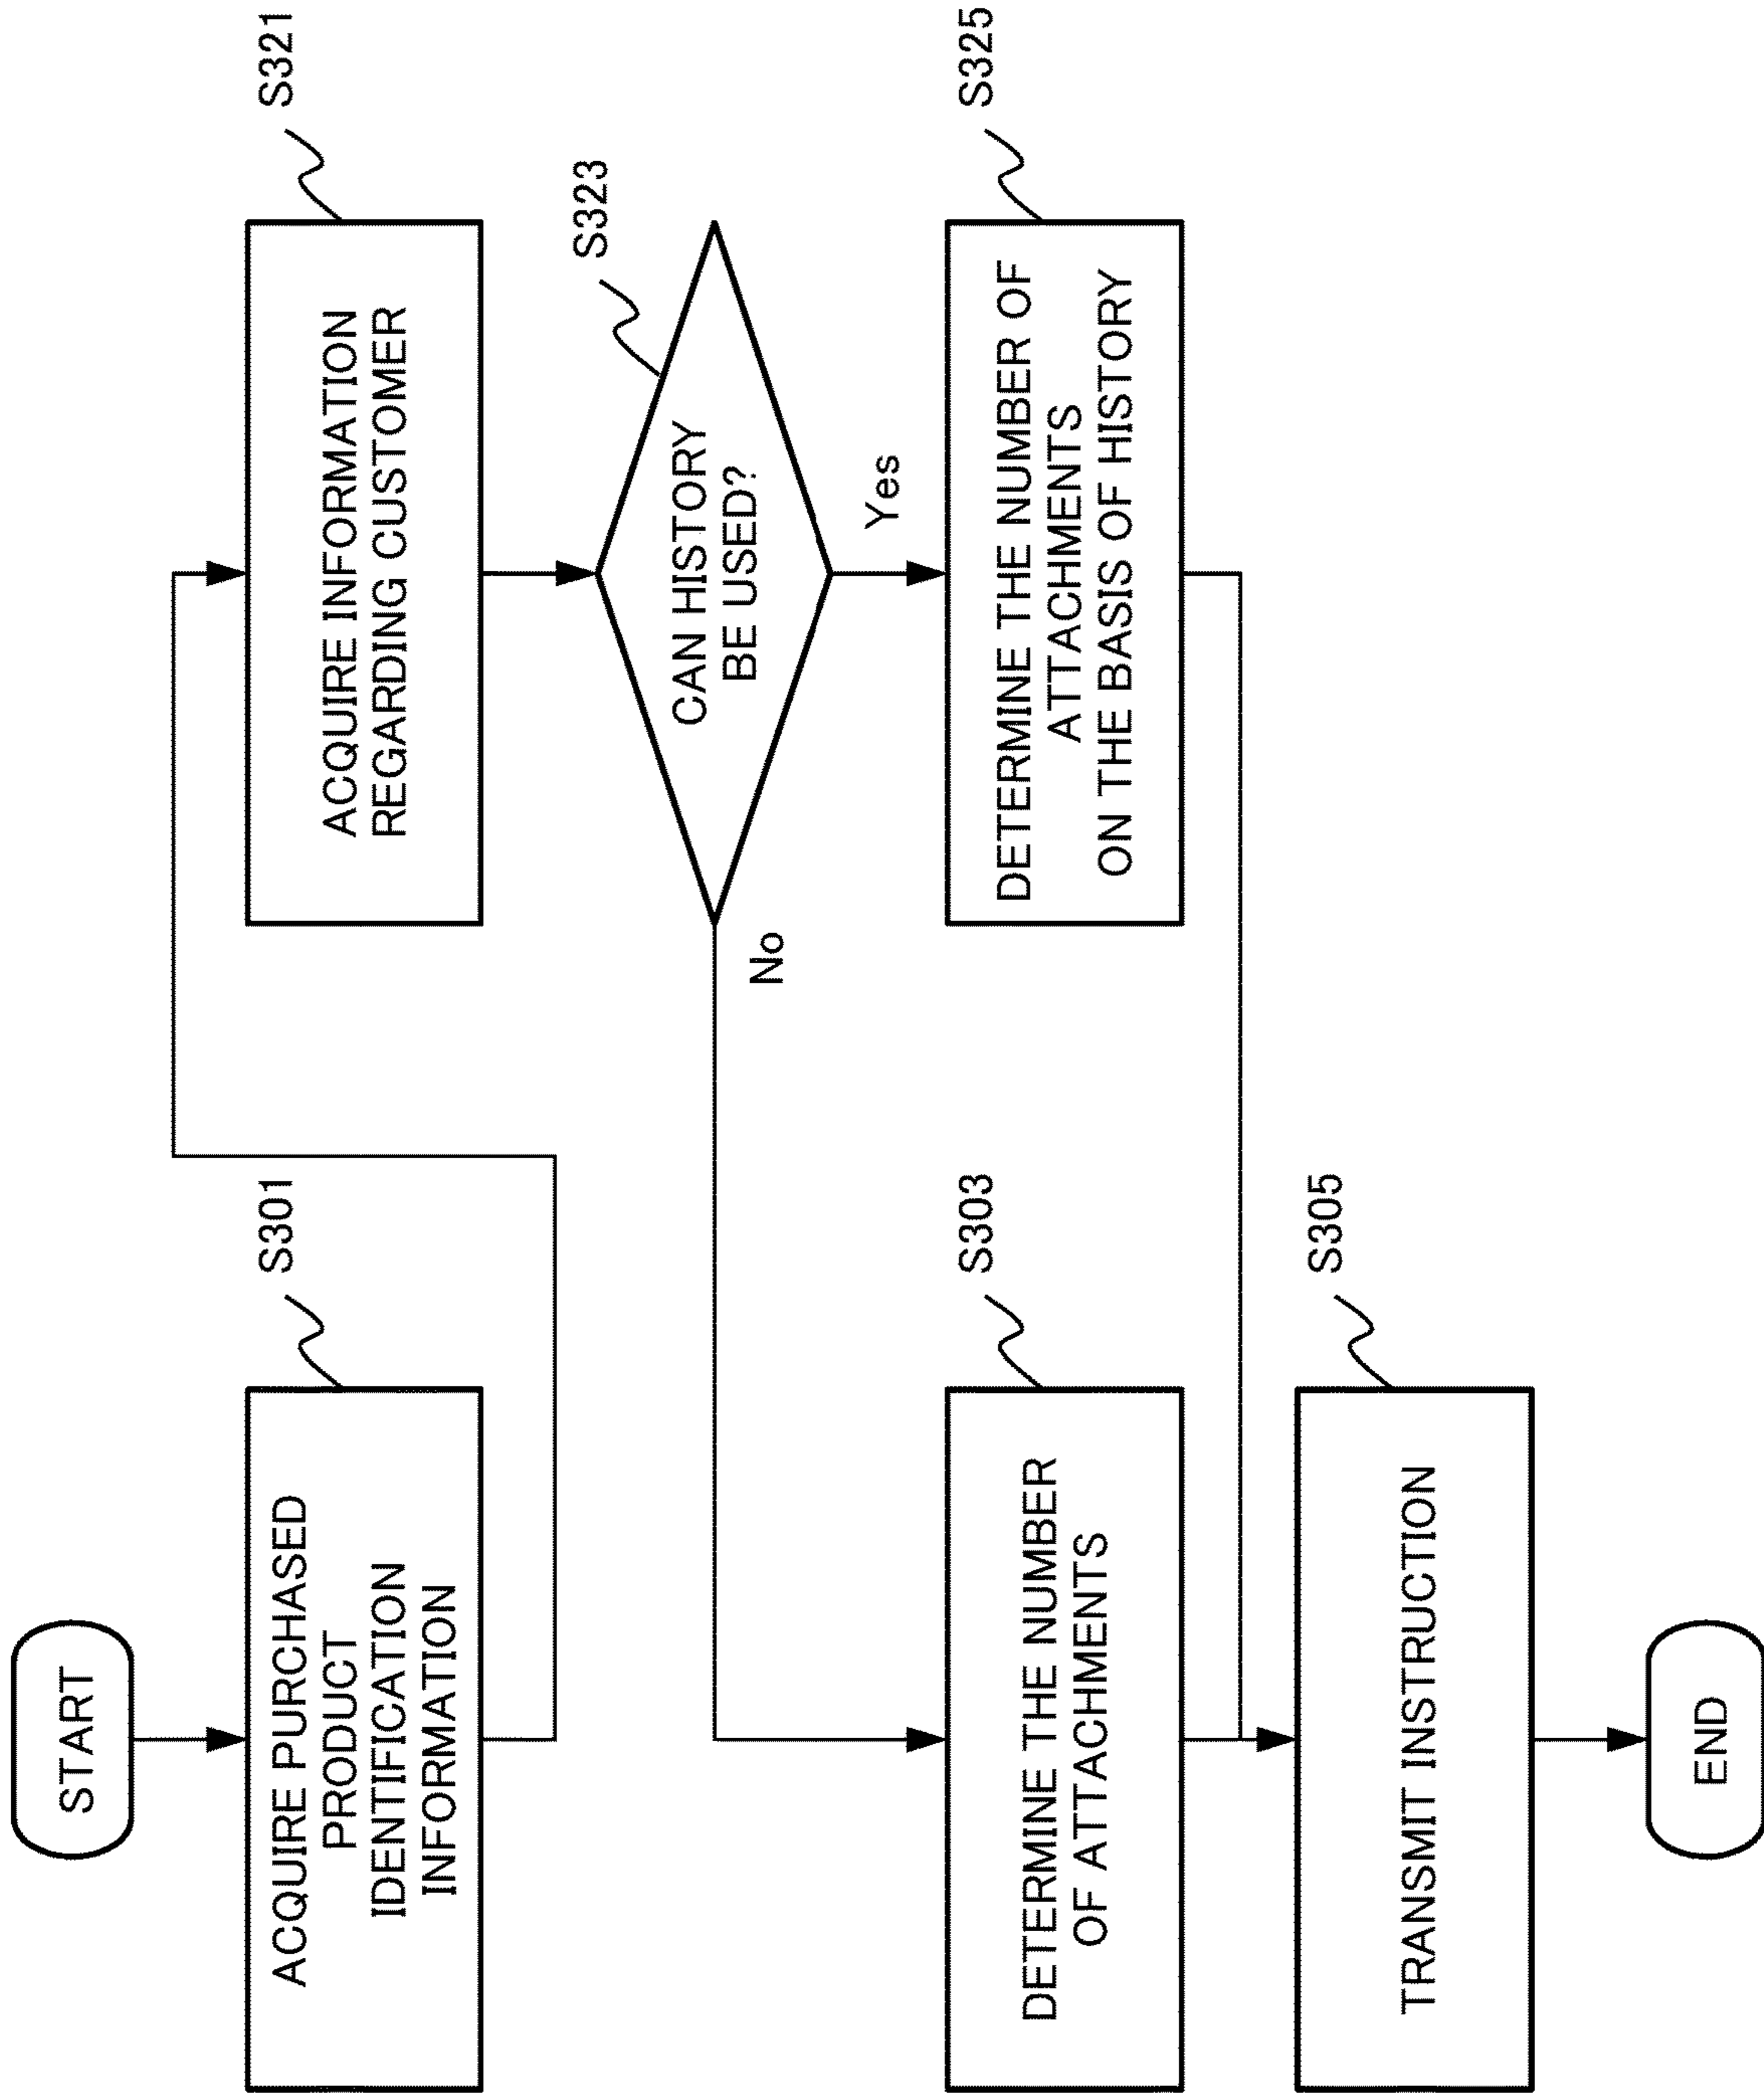 START
S301
ACQUIRE PURCHASED
PRODUCT
IDENTIFICATION
INFORMATION
S321
ACQUIRE INFORMATION
REGARDING CUSTOMER
S323
CAN HISTORY
BE USED?
No
Yes
S325
DETERMINE THE NUMBER OF
ATTACHMENTS
ON THE BASIS OF HISTORY
S303
DETERMINE THE NUMBER
OF ATTACHMENTS
S305
TRANSMIT INSTRUCTION
END